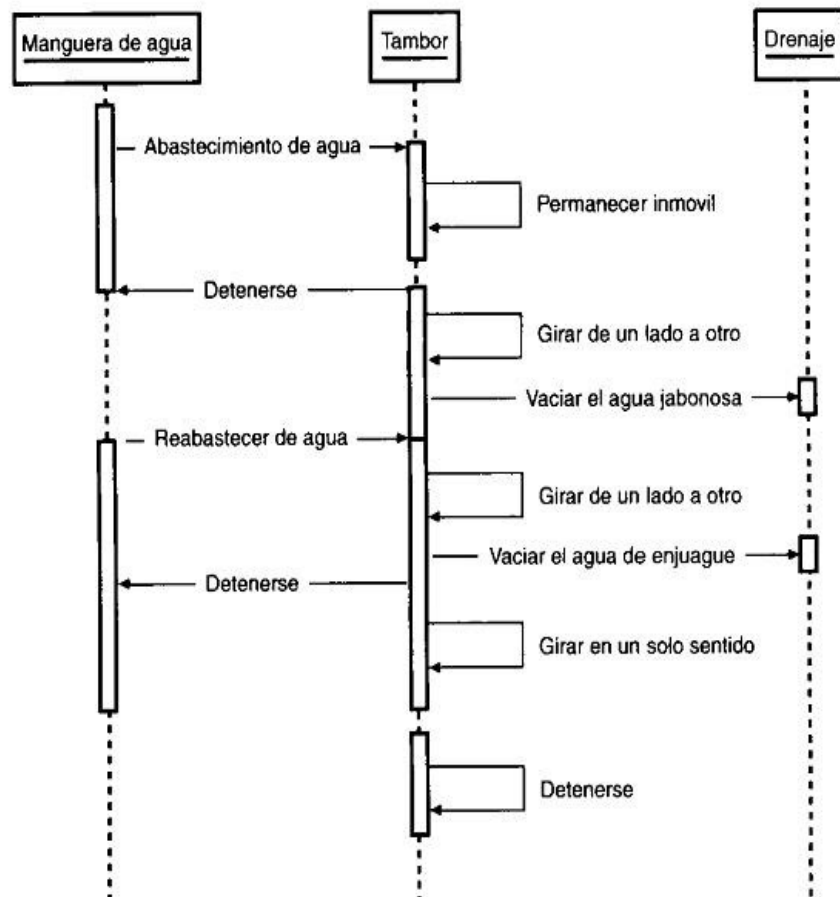 Manguera de agua
Tambor
Drenaje
Abastecimiento de agua
Permanecer inmovil
Detenerse
Girar de un lado a otro
Vaciar el agua jabonosa
Reabastecer de agua
Girar de un lado a otro
Vaciar el agua de enjuague
Detenerse
Girar en un solo sentido
Detenerse